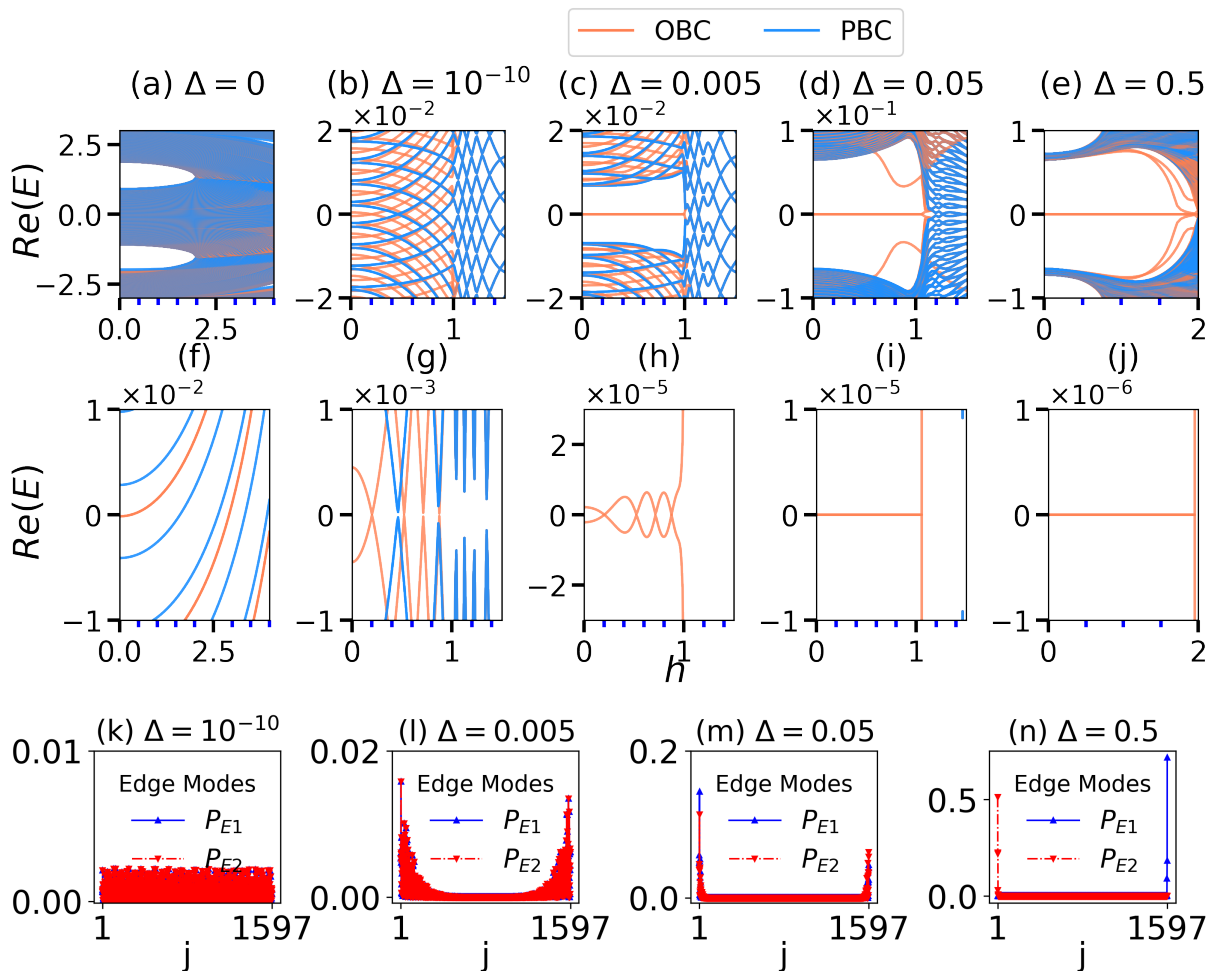 OBC PBC
(a) Δ = 0 (b) Δ = 10⁻¹⁰ (c) Δ = 0.005 (d) Δ = 0.05 (e) Δ = 0.5
×10⁻² ×10⁻² ×10⁻¹
Re(E)
2.5 0.0 −2.5
2 0 −2
2 0 −2
1 0 −1
1 0 −1
0.0 2.5 0 1 0 1 0 1 0 2
(f) (g) (h) (i) (j)
×10⁻² ×10⁻³ ×10⁻⁵ ×10⁻⁵ ×10⁻⁶
Re(E)
1 0 −1
1 0 −1
2 0 −2
1 0 −1
1 0 −1
0.0 2.5 0 1 0 1 0 1 0 2
h
(k) Δ = 10⁻¹⁰ (l) Δ = 0.005 (m) Δ = 0.05 (n) Δ = 0.5
0.01 0.00
Edge Modes
P_E1
P_E2
1 1597
j
0.02 0.00
Edge Modes
P_E1
P_E2
1 1597
j
0.2 0.0
Edge Modes
P_E1
P_E2
1 1597
j
0.5 0.0
Edge Modes
P_E1
P_E2
1 1597
j